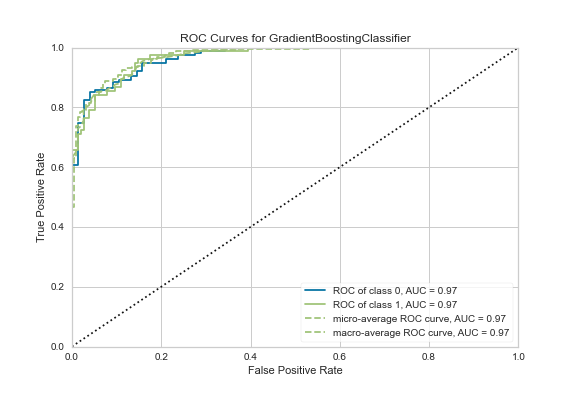 ROC Curves for GradientBoostingClassifier
1.0
0.8
0.6
0.4
0.2
0.0
True Positive Rate
0.0 0.2 0.4 0.6 0.8 1.0
False Positive Rate
ROC of class 0, AUC = 0.97
ROC of class 1, AUC = 0.97
micro-average ROC curve, AUC = 0.97
macro-average ROC curve, AUC = 0.97